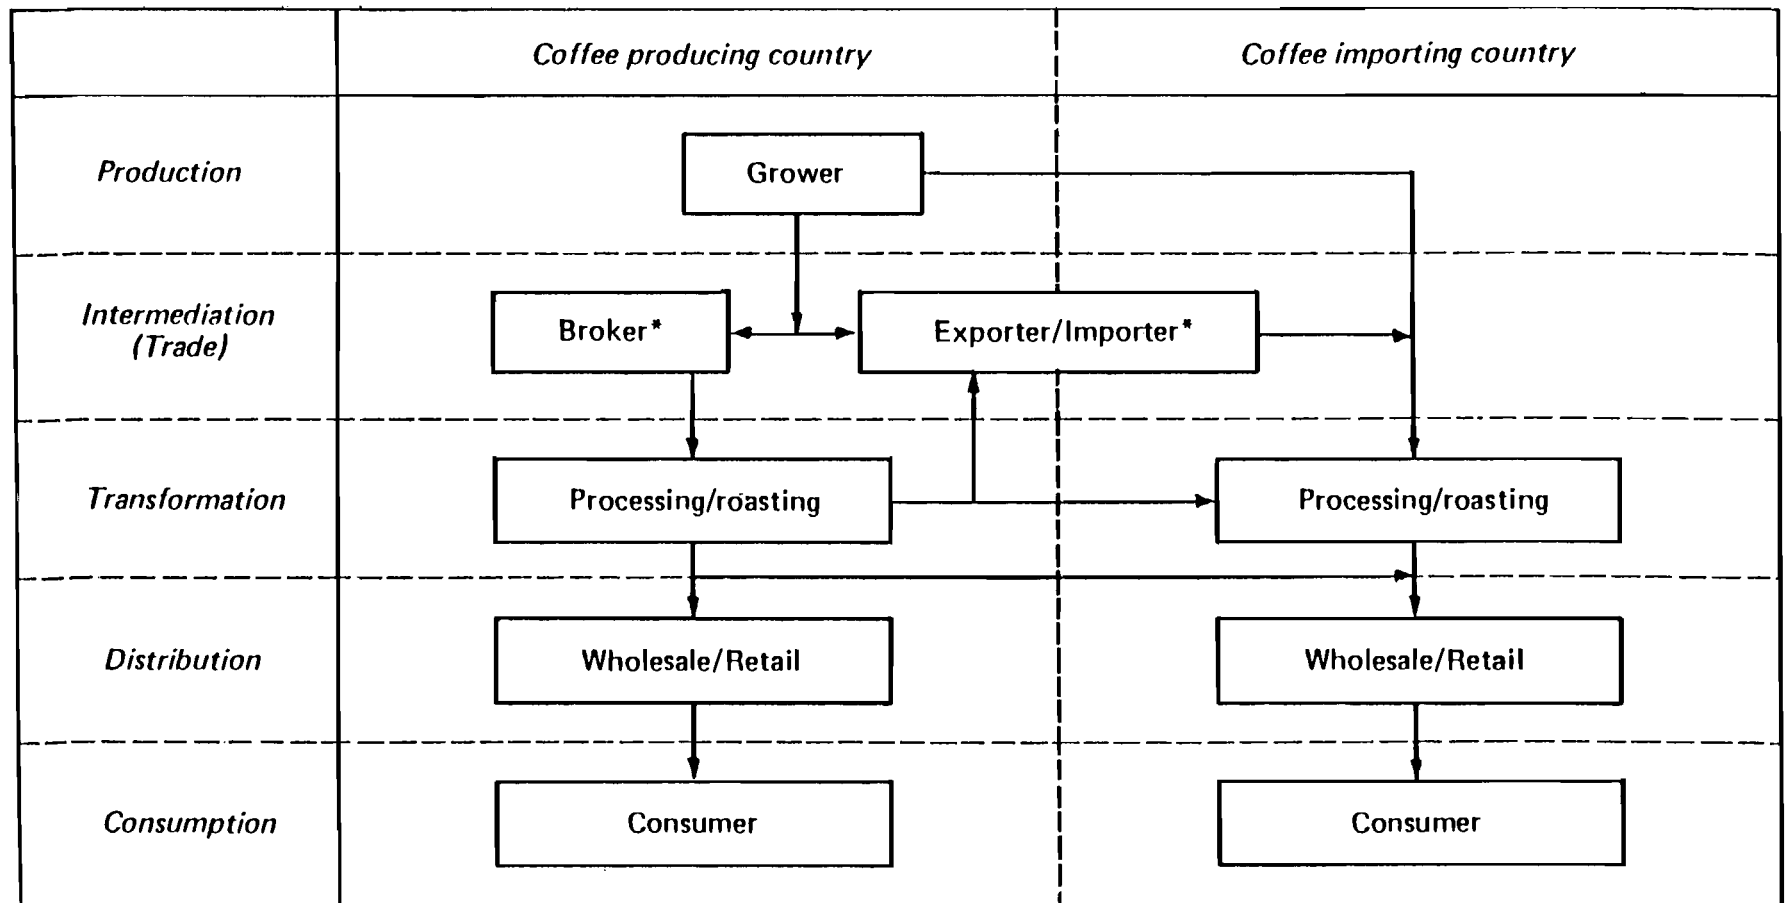 Coffee producing country
Coffee importing country
Production
Grower
Intermediation
(Trade)
Broker*
Exporter/Importer*
Transformation
Processing/roasting
Processing/roasting
Distribution
Wholesale/Retail
Wholesale/Retail
Consumption
Consumer
Consumer